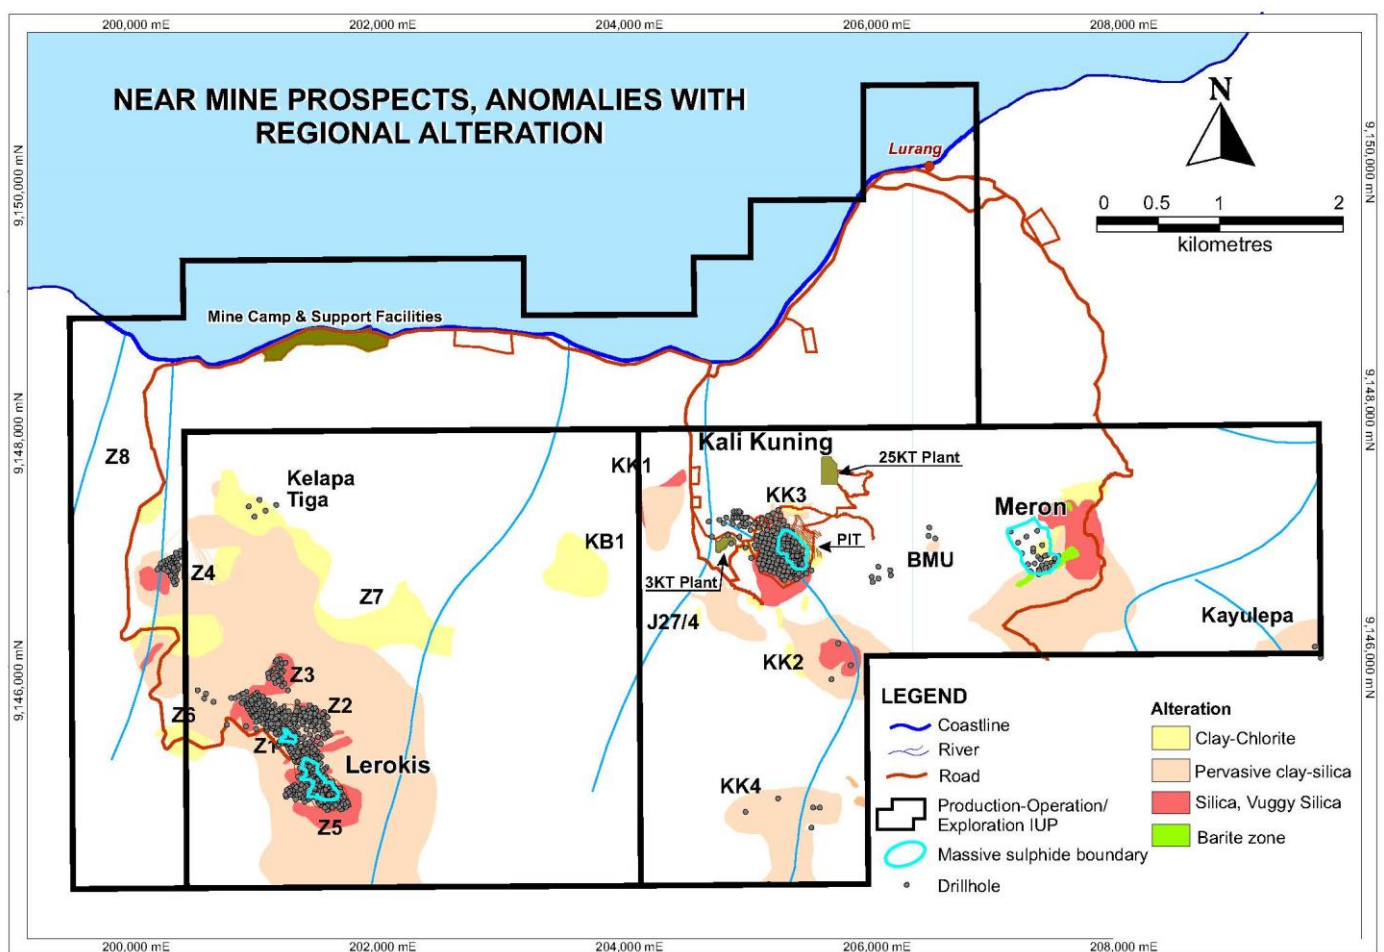 200,000 mE
202,000 mE
204,000 mE
206,000 mE
208,000 mE
NEAR MINE PROSPECTS, ANOMALIES WITH
REGIONAL ALTERATION
N
Lurang
0 0.5 1 2
kilometres
9,150,000 mN
9,150,000 mN
Mine Camp & Support Facilities
9,148,000 mN
9,148,000 mN
Z8
Kelapa
Tiga
KK1
Kali Kuning
25KT Plant
KK3
Meron
KB1
PIT
BMU
Z4
3KT Plant
Z7
J27/4
Kayulepa
9,146,000 mN
9,146,000 mN
Z3
KK2
Z6
Z2
Z1
Lerokis
Z5
KK4
LEGEND
Coastline
River
Road
Production-Operation/
Exploration IUP
Massive sulphide boundary
Drillhole
Alteration
Clay-Chlorite
Pervasive clay-silica
Silica, Vuggy Silica
Barite zone
200,000 mE
202,000 mE
204,000 mE
206,000 mE
208,000 mE